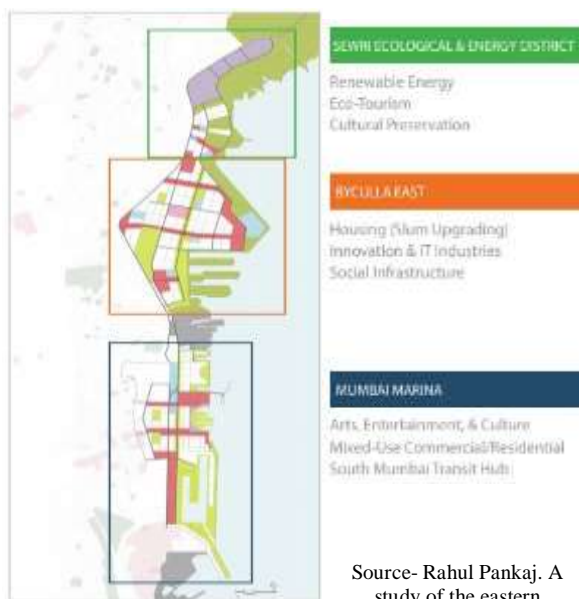 SEWRI ECOLOGICAL & ENERGY DISTRICT
Renewable Energy
Eco-Tourism
Cultural Preservation
BYCULLA EAST
Housing (Slum Upgrading)
Innovation & IT Industries
Social Infrastructure
MUMBAI MARINA
Arts, Entertainment, & Culture
Mixed-Use Commercial/Residential
South Mumbai Transit Hub
Source- Rahul Pankaj. A
study of the eastern